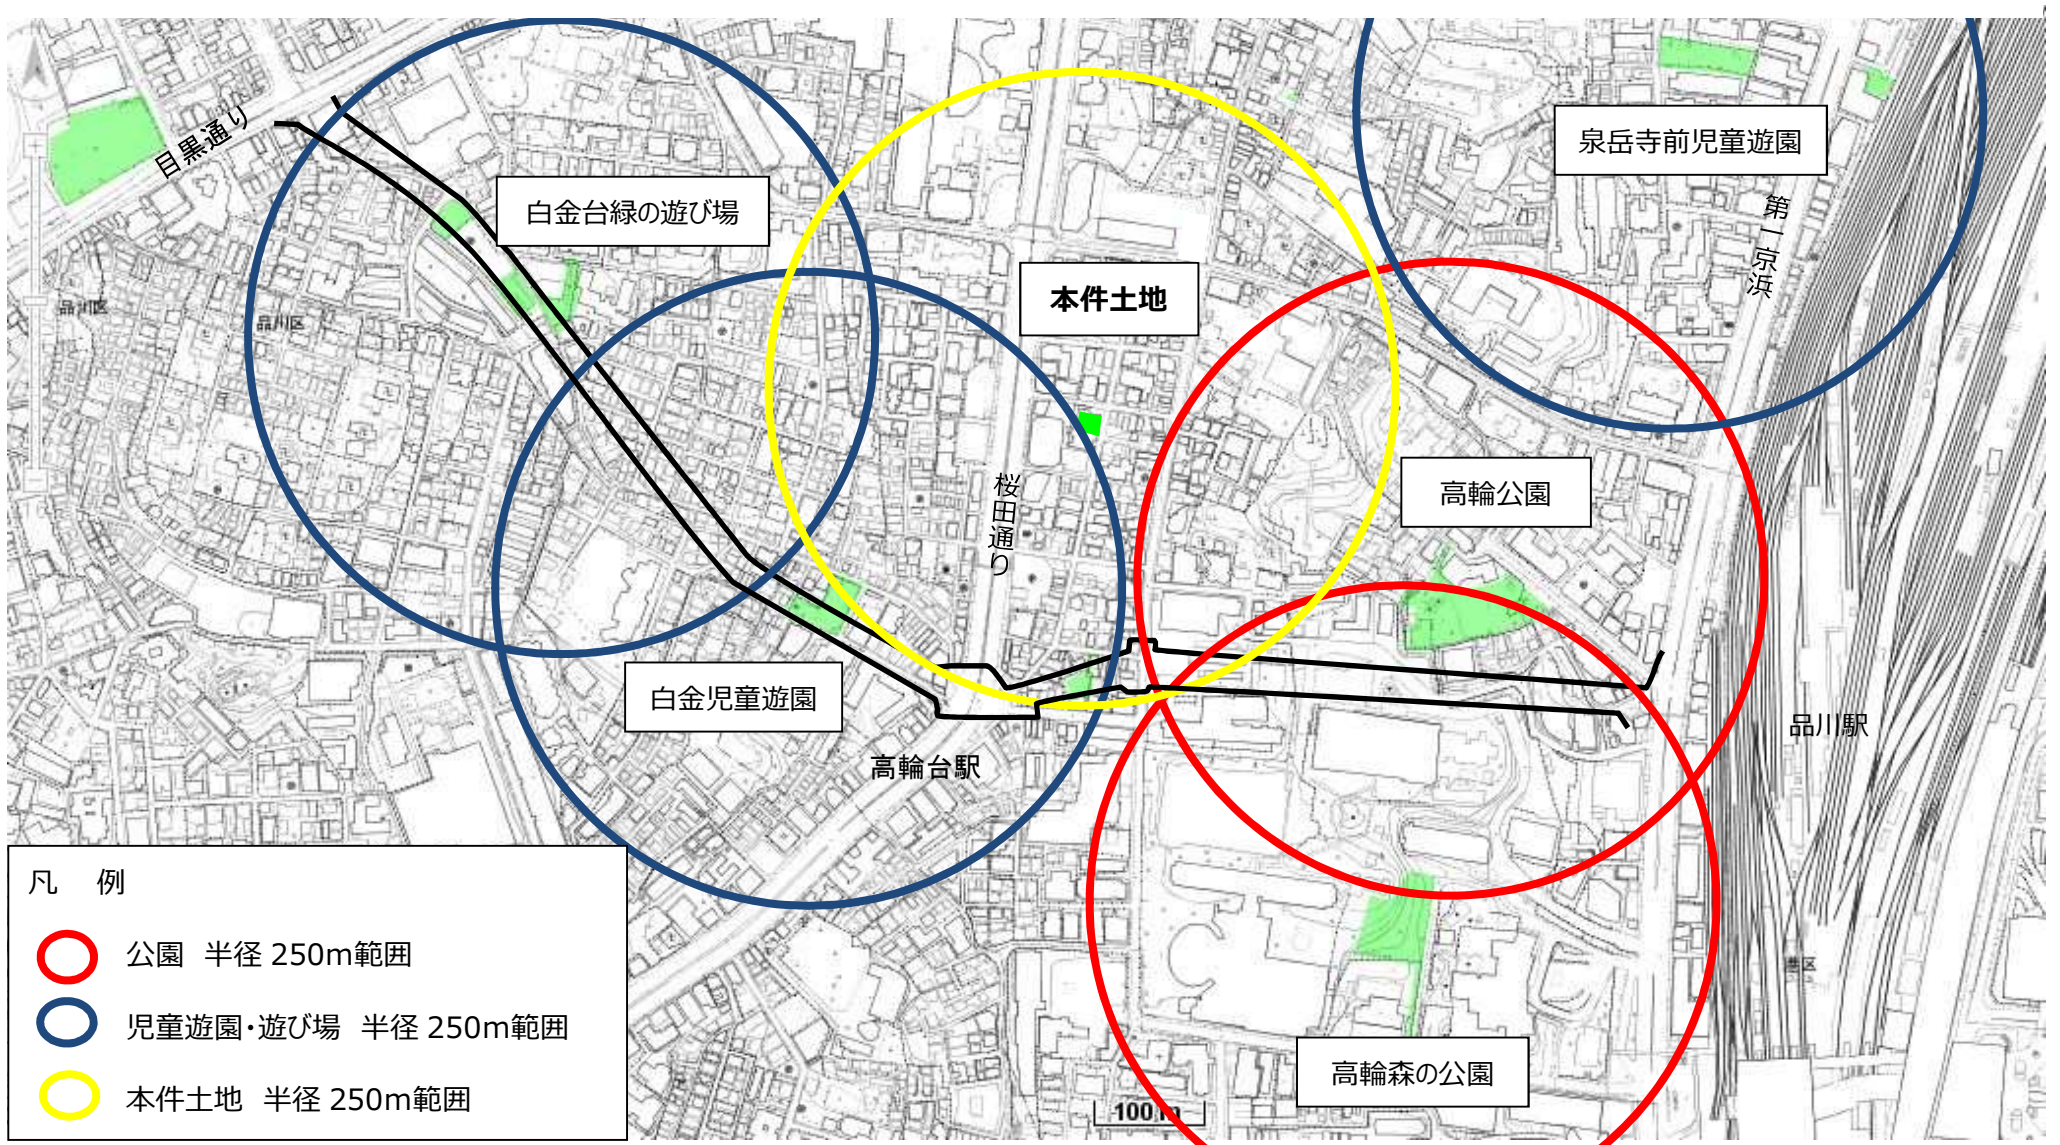 目黒通り
白金台緑の遊び場
泉岳寺前児童遊園
第一京浜
本件土地
品川区
品川区
高輪公園
桜田通り
白金児童遊園
品川駅
高輪台駅
港区
凡 例
公園 半径 250m範囲
児童遊園・遊び場 半径 250m範囲
本件土地 半径 250m範囲
高輪森の公園
100 m